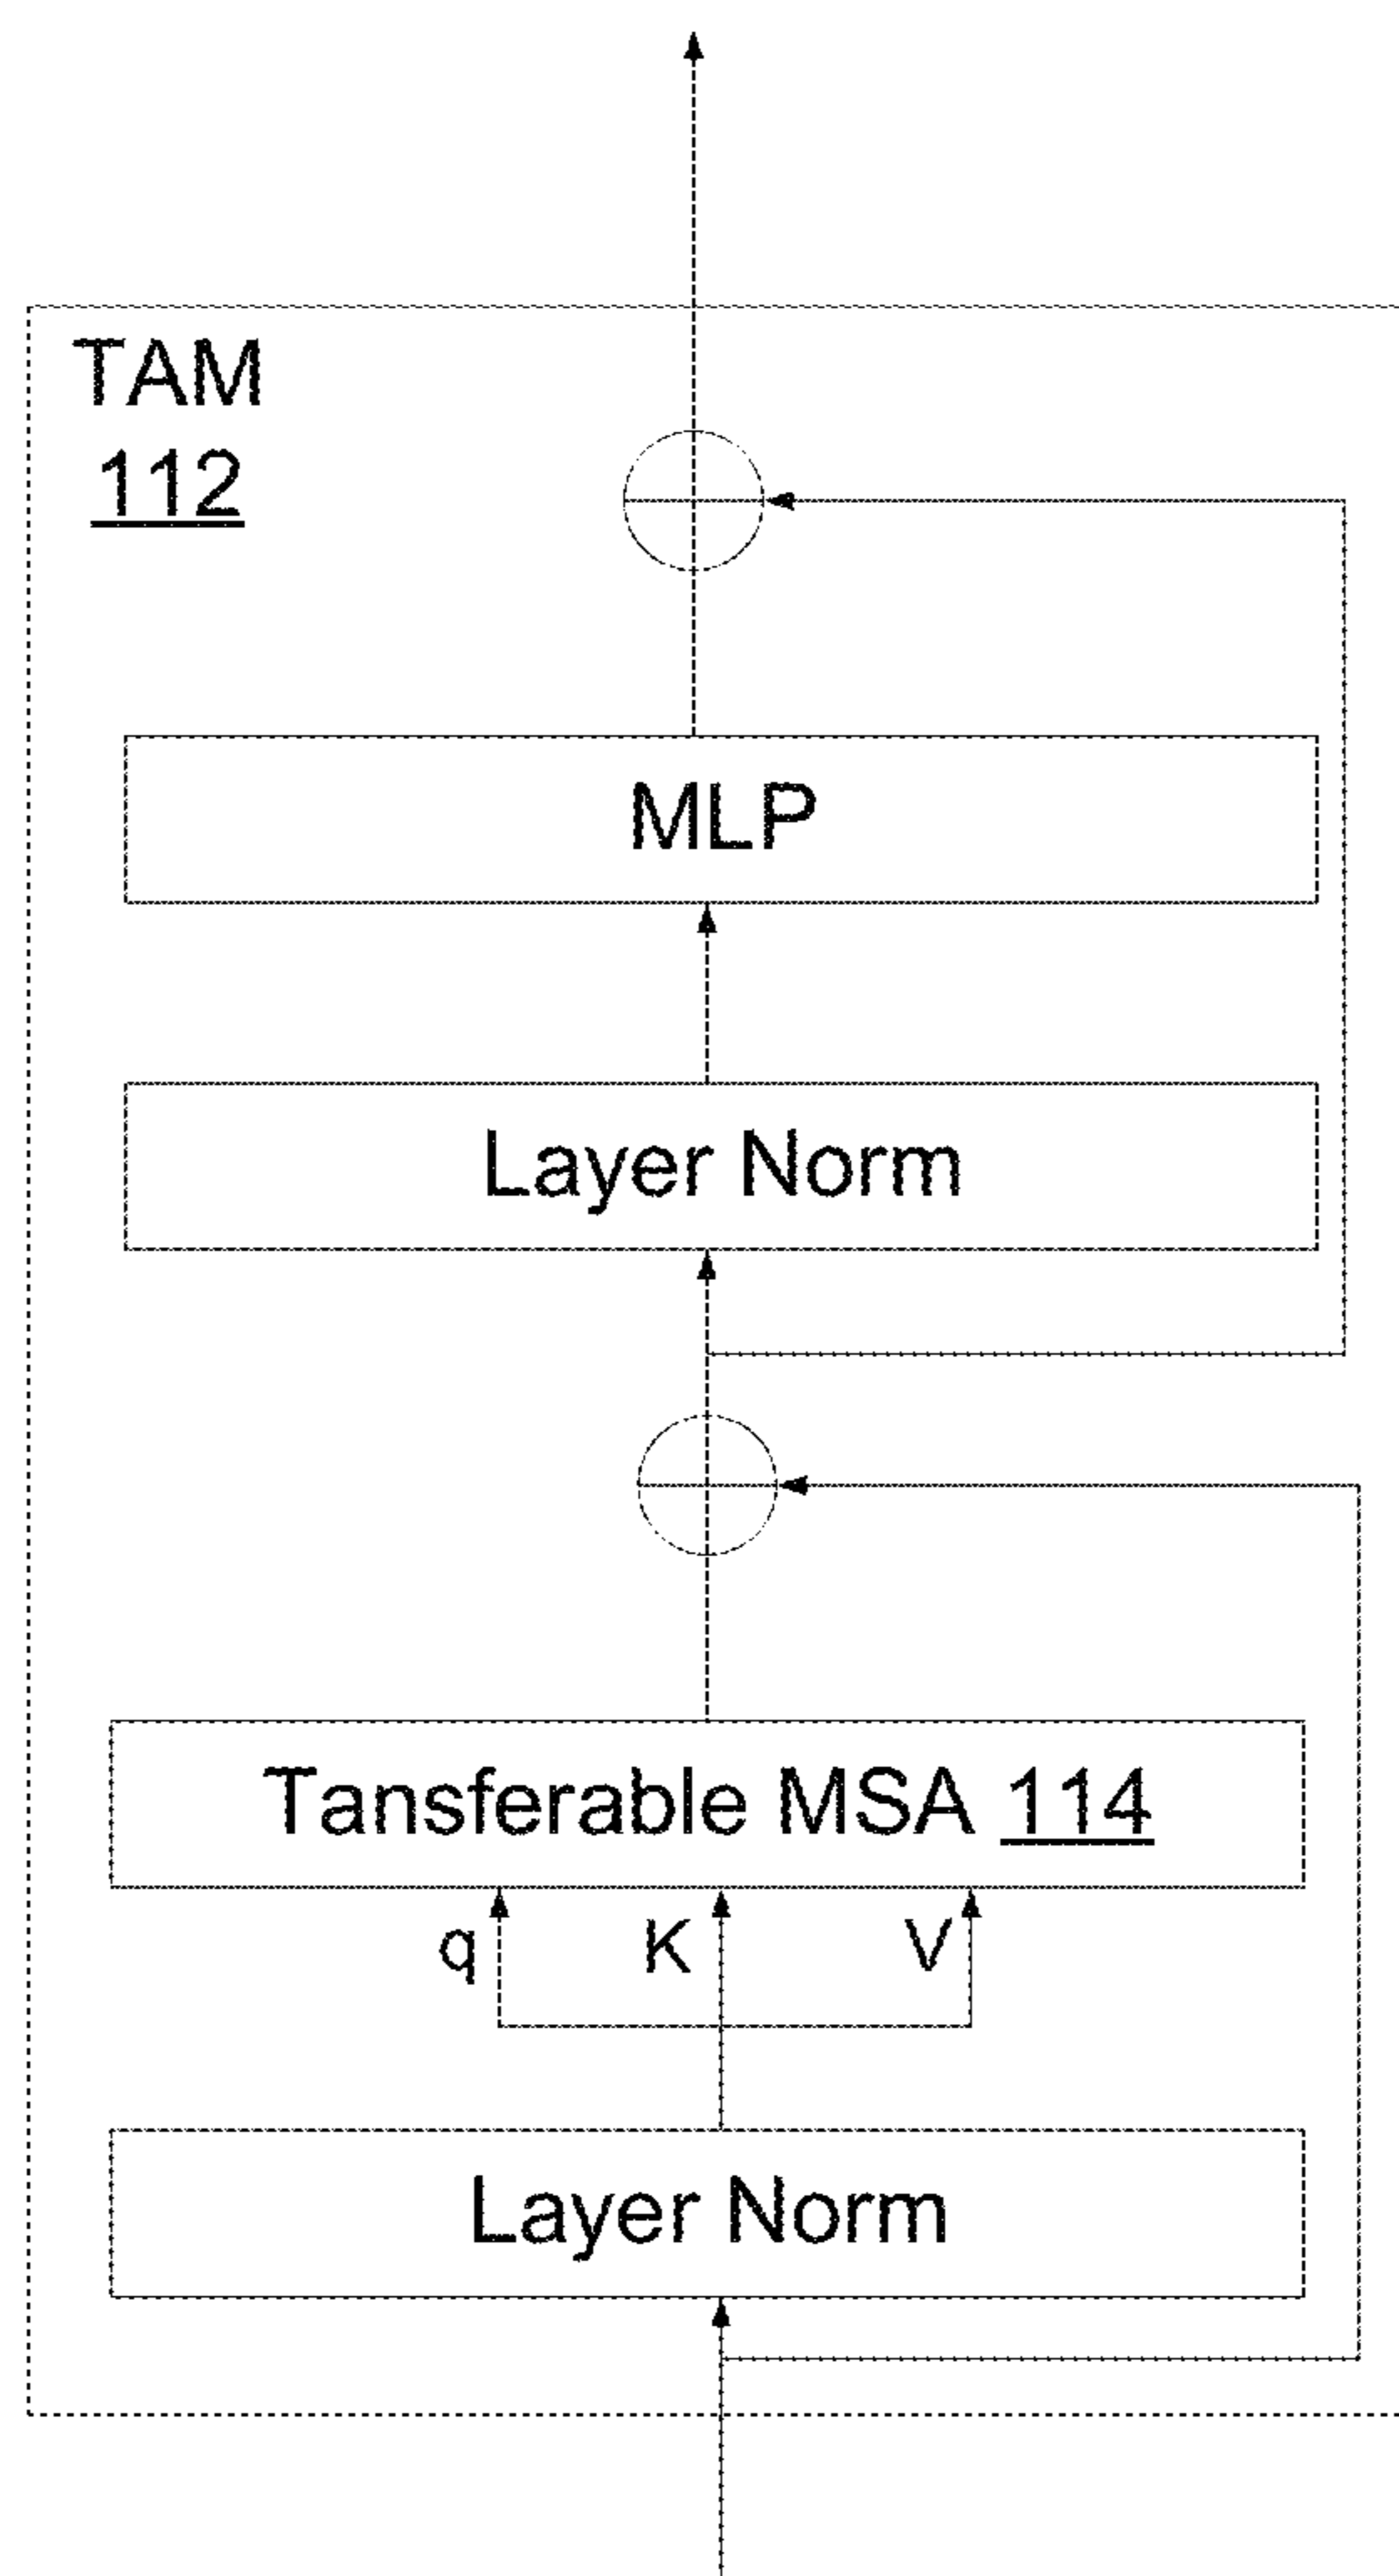 TAM
112
MLP
Layer Norm
Tansferable MSA 114
q K V
Layer Norm